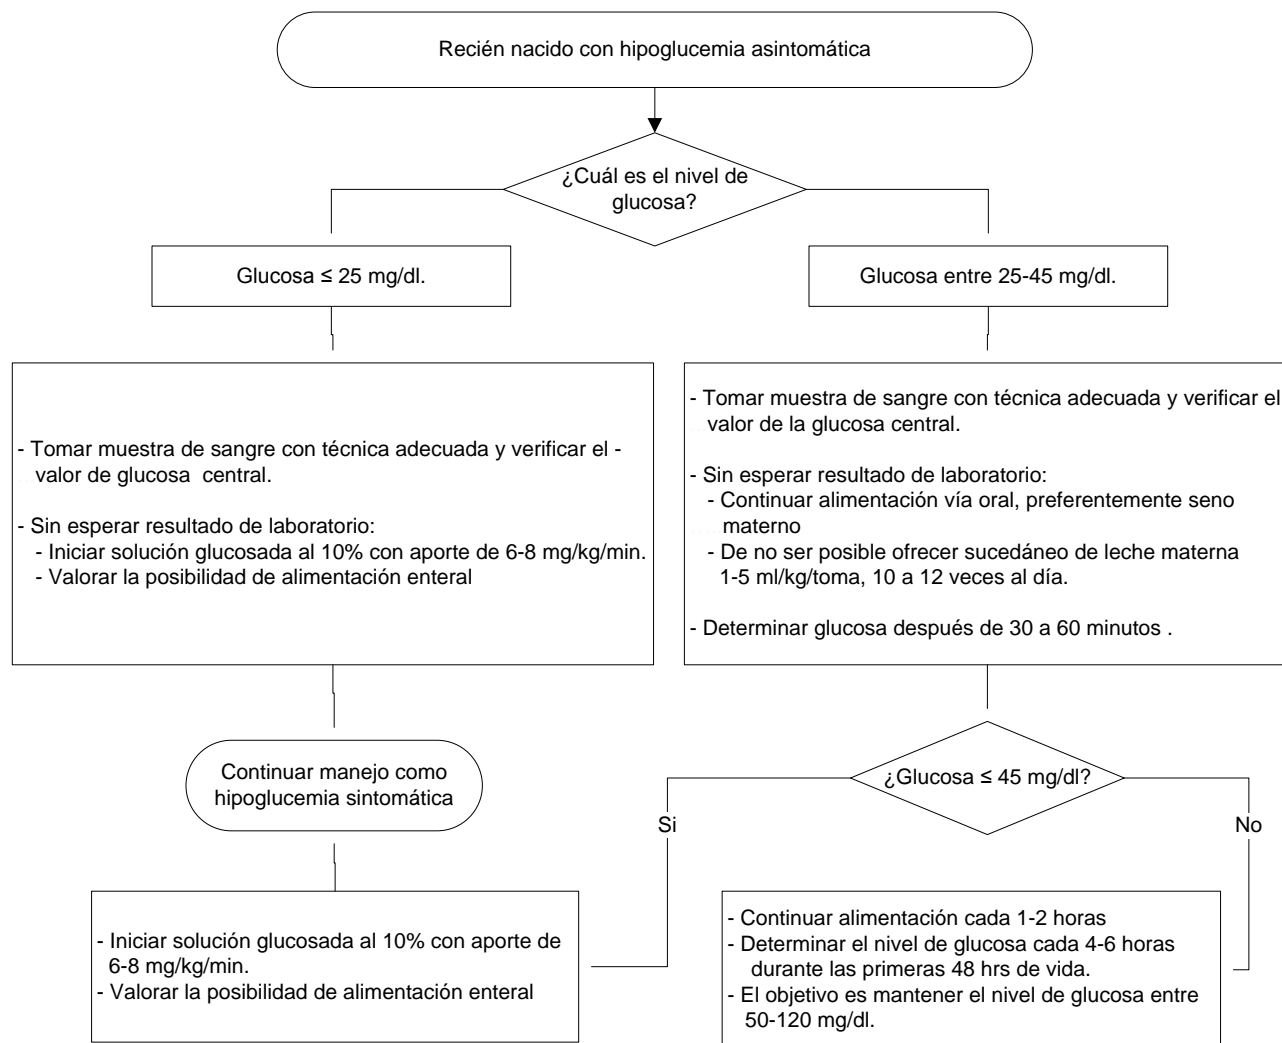 Recién nacido con hipoglucemia asintomática
¿Cuál es el nivel de
glucosa?
Glucosa ≤ 25 mg/dl.
Glucosa entre 25-45 mg/dl.
- Tomar muestra de sangre con técnica adecuada y verificar el -
valor de glucosa central.
- Sin esperar resultado de laboratorio:
- Iniciar solución glucosada al 10% con aporte de 6-8 mg/kg/min.
- Valorar la posibilidad de alimentación enteral
- Tomar muestra de sangre con técnica adecuada y verificar el
valor de la glucosa central.
- Sin esperar resultado de laboratorio:
- Continuar alimentación vía oral, preferentemente seno
materno
- De no ser posible ofrecer sucedáneo de leche materna
1-5 ml/kg/toma, 10 a 12 veces al día.
- Determinar glucosa después de 30 a 60 minutos .
Continuar manejo como
hipoglucemia sintomática
¿Glucosa ≤ 45 mg/dl?
Si
No
- Iniciar solución glucosada al 10% con aporte de
6-8 mg/kg/min.
- Valorar la posibilidad de alimentación enteral
- Continuar alimentación cada 1-2 horas
- Determinar el nivel de glucosa cada 4-6 horas
durante las primeras 48 hrs de vida.
- El objetivo es mantener el nivel de glucosa entre
50-120 mg/dl.